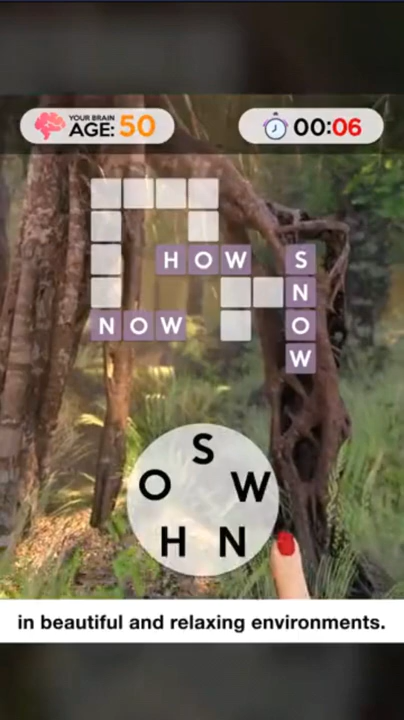 YOUR BRAIN
AGE: 50
00:06
HOW
S
N
O
W
NOW
S
O W
H N
in beautiful and relaxing environments.